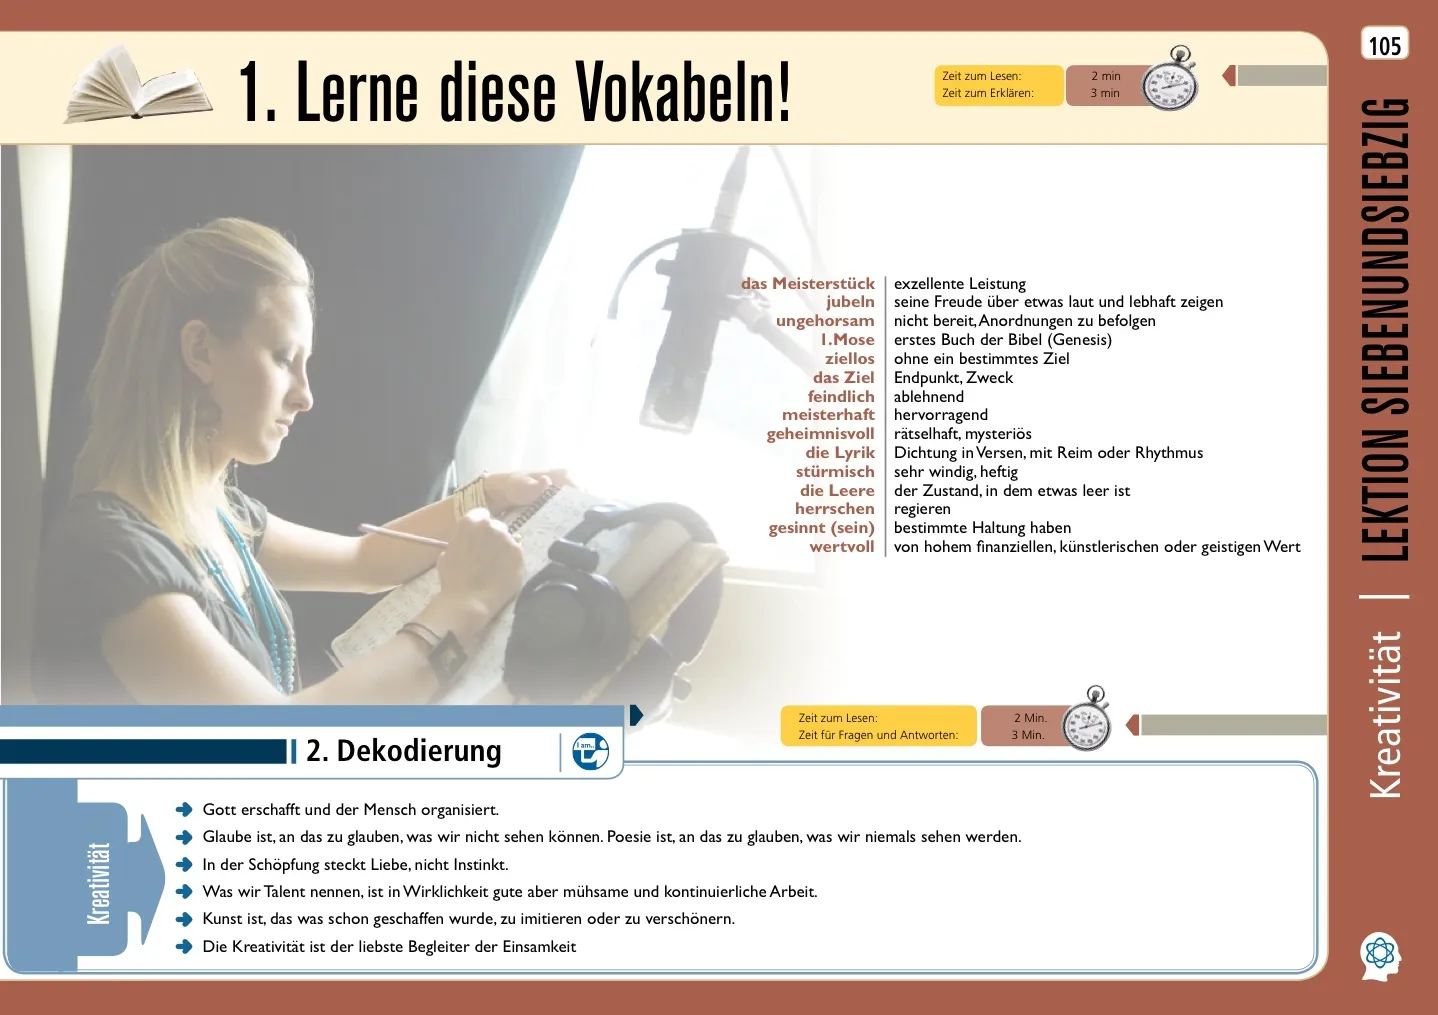 105
1. Lerne diese Vokabeln!
Zeit zum Lesen: 2 min
Zeit zum Erklären: 3 min
LEKTION SIEBENUNDSIEBZIG
Kreativität
das Meisterstück exzellente Leistung
jubeln seine Freude über etwas laut und lebhaft zeigen
ungehorsam nicht bereit, Anordnungen zu befolgen
1.Mose erstes Buch der Bibel (Genesis)
ziellos ohne ein bestimmtes Ziel
das Ziel Endpunkt, Zweck
feindlich ablehnend
meisterhaft hervorragend
geheimnisvoll rätselhaft, mysteriös
die Lyrik Dichtung in Versen, mit Reim oder Rhythmus
stürmisch sehr windig, heftig
die Leere der Zustand, in dem etwas leer ist
herrschen regieren
gesinnt (sein) bestimmte Haltung haben
wertvoll von hohem finanziellen, künstlerischen oder geistigen Wert
Zeit zum Lesen: 2 Min.
Zeit für Fragen und Antworten: 3 Min.
2. Dekodierung
I am..
Kreativität
Gott erschafft und der Mensch organisiert.
Glaube ist, an das zu glauben, was wir nicht sehen können. Poesie ist, an das zu glauben, was wir niemals sehen werden.
In der Schöpfung steckt Liebe, nicht Instinkt.
Was wir Talent nennen, ist in Wirklichkeit gute aber mühsame und kontinuierliche Arbeit.
Kunst ist, das was schon geschaffen wurde, zu imitieren oder zu verschönern.
Die Kreativität ist der liebste Begleiter der Einsamkeit